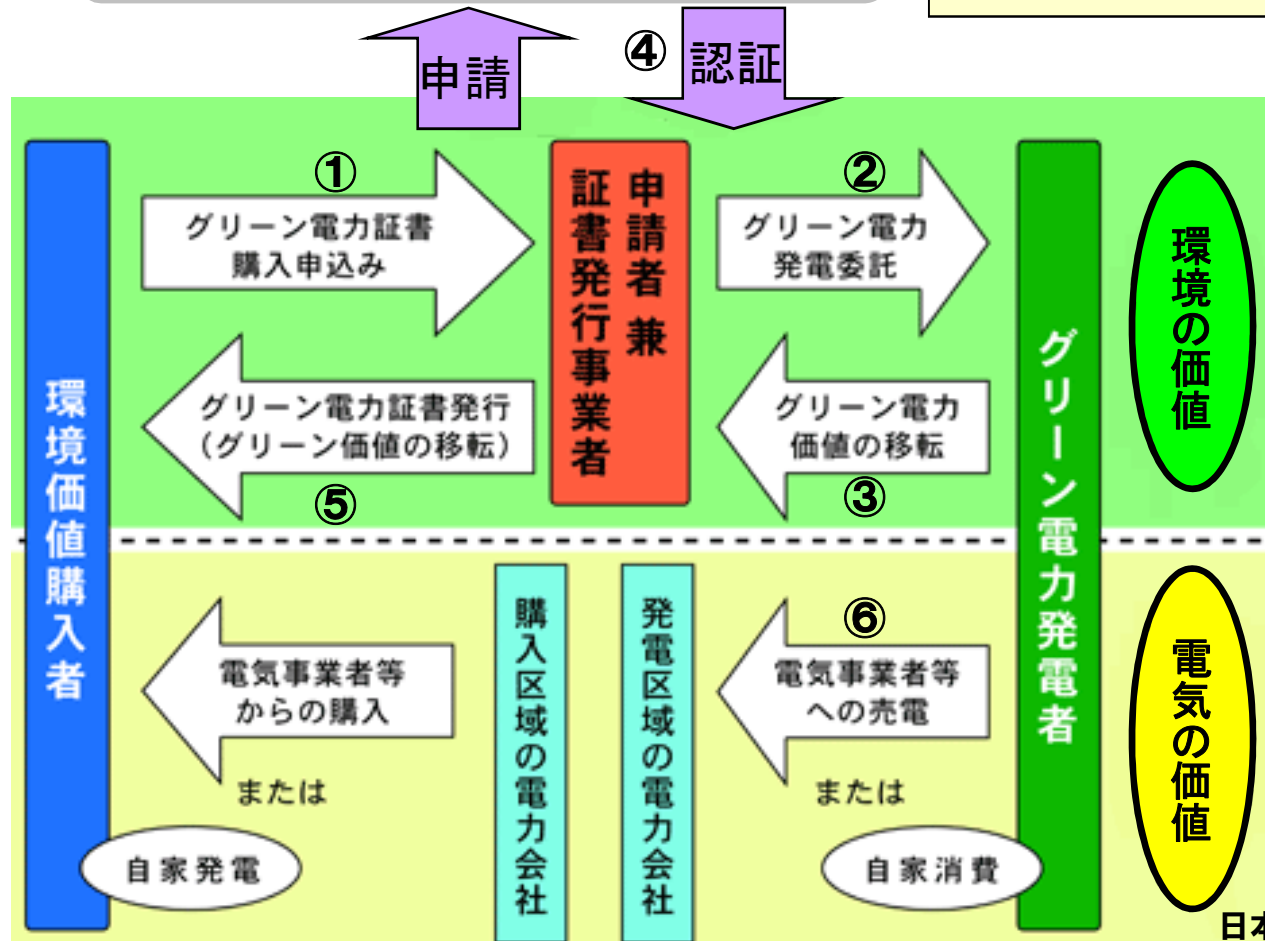 申請
④
認証
①
グリーン電力証書
購入申込み
②
グリーン電力
発電委託
申請者 兼
証書発行事業者
グリーン電力証書発行
(グリーン価値の移転)
⑤
グリーン電力
価値の移転
③
環境価値購入者
グリーン電力発電者
環境の価値
電気事業者等
からの購入
または
自家発電
購入区域の電力会社
発電区域の電力会社
⑥
電気事業者等
への売電
または
自家消費
電気の価値
日本